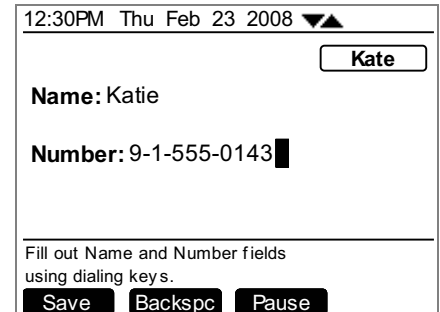 12:30PM Thu Feb 23 2008
Kate
Name: Katie
Number: 9-1-555-0143
Fill out Name and Number fields
using dialing keys.
Save Backspc Pause